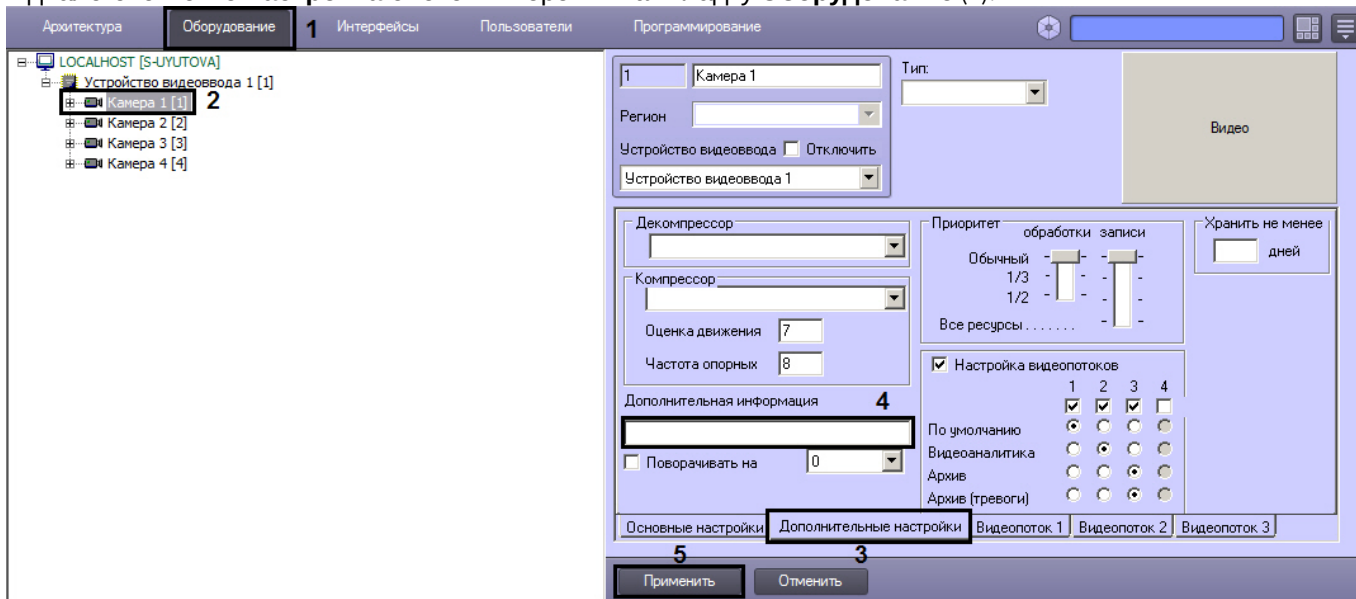 Архитектура Оборудование 1 Интерфейсы Пользователи Программирование
LOCALHOST [S-UYUTOVA]
Устройство видеоввода 1 [1]
Камера 1 [1] 2
Камера 2 [2]
Камера 3 [3]
Камера 4 [4]
1 Камера 1
Тип:
Регион
Устройство видеоввода Отключить
Устройство видеоввода 1
Видео
Декомпрессор
Компрессор
Оценка движения 7
Частота опорных 8
Дополнительная информация 4
Поворачивать на 0
Приоритет
обработки записи
Обычный
1/3
1/2
Все ресурсы . . . . . . .
Настройка видеопотоков
1 2 3 4
По умолчанию
Видеоаналитика
Архив
Архив (тревоги)
Хранить не менее
дней
Основные настройки Дополнительные настройки Видеопоток 1 Видеопоток 2 Видеопоток 3
5 3
Применить Отменить